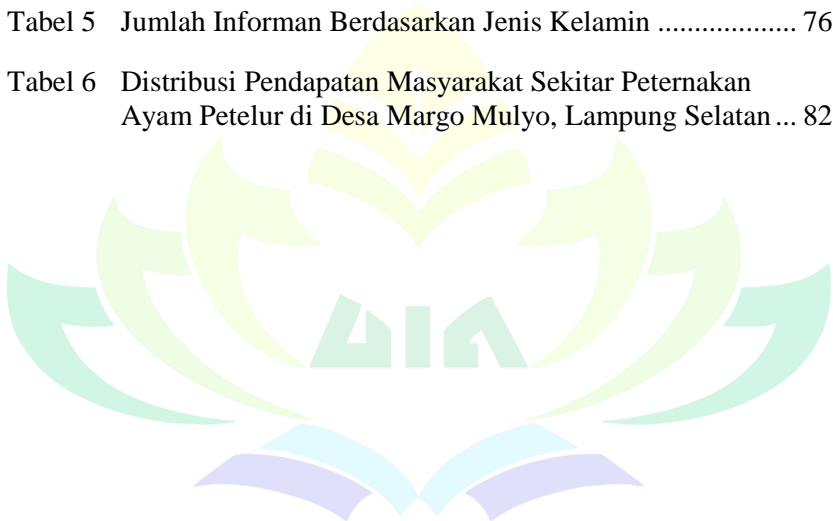 Tabel 5 Jumlah Informan Berdasarkan Jenis Kelamin ................... 76
Tabel 6 Distribusi Pendapatan Masyarakat Sekitar Peternakan
Ayam Petelur di Desa Margo Mulyo, Lampung Selatan ... 82
UIN